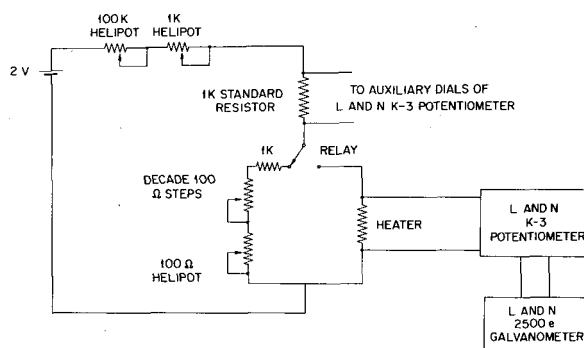 100K
HELIPOT
1K
HELIPOT
2 V
1K STANDARD
RESISTOR
TO AUXILIARY DIALS OF
L AND N K-3 POTENTIOMETER
1K
RELAY
DECADE 100
Ω STEPS
HEATER
L AND N
K-3
POTENTIOMETER
100 Ω
HELIPOT
L AND N
2500 e
GALVANOMETER